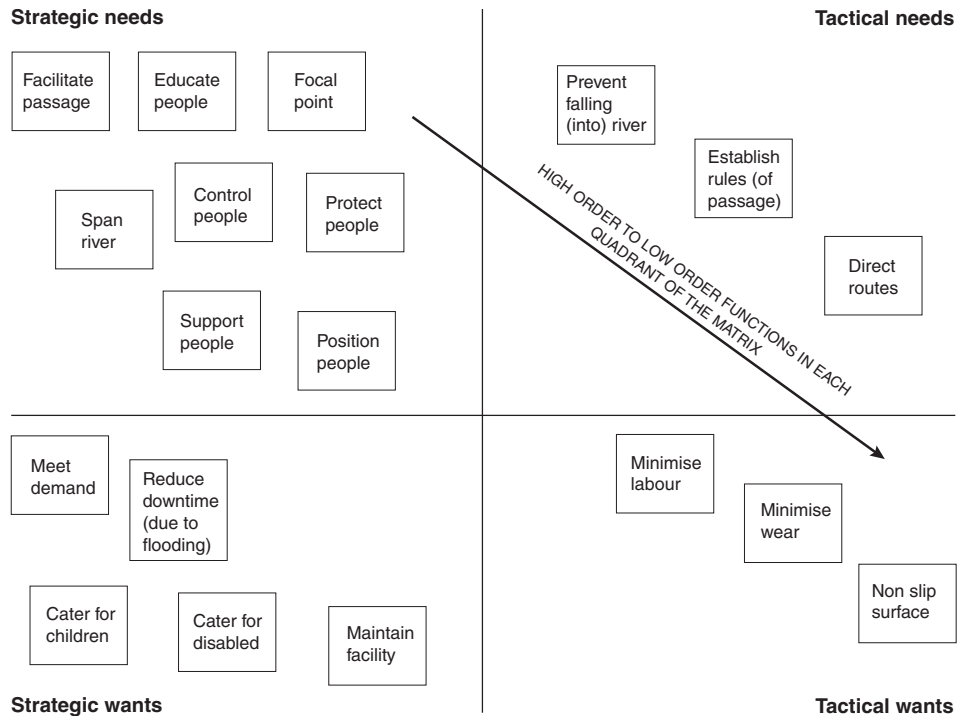 Strategic needs
Tactical needs
Facilitate
passage
Educate
people
Focal
point
Prevent
falling
(into) river
Establish
rules (of
passage)
Span
river
Control
people
Protect
people
Direct
routes
Support
people
Position
people
HIGH ORDER TO LOW ORDER FUNCTIONS IN EACH
QUADRANT OF THE MATRIX
Meet
demand
Reduce
downtime
(due to
flooding)
Minimise
labour
Minimise
wear
Cater for
children
Cater for
disabled
Maintain
facility
Non slip
surface
Strategic wants
Tactical wants